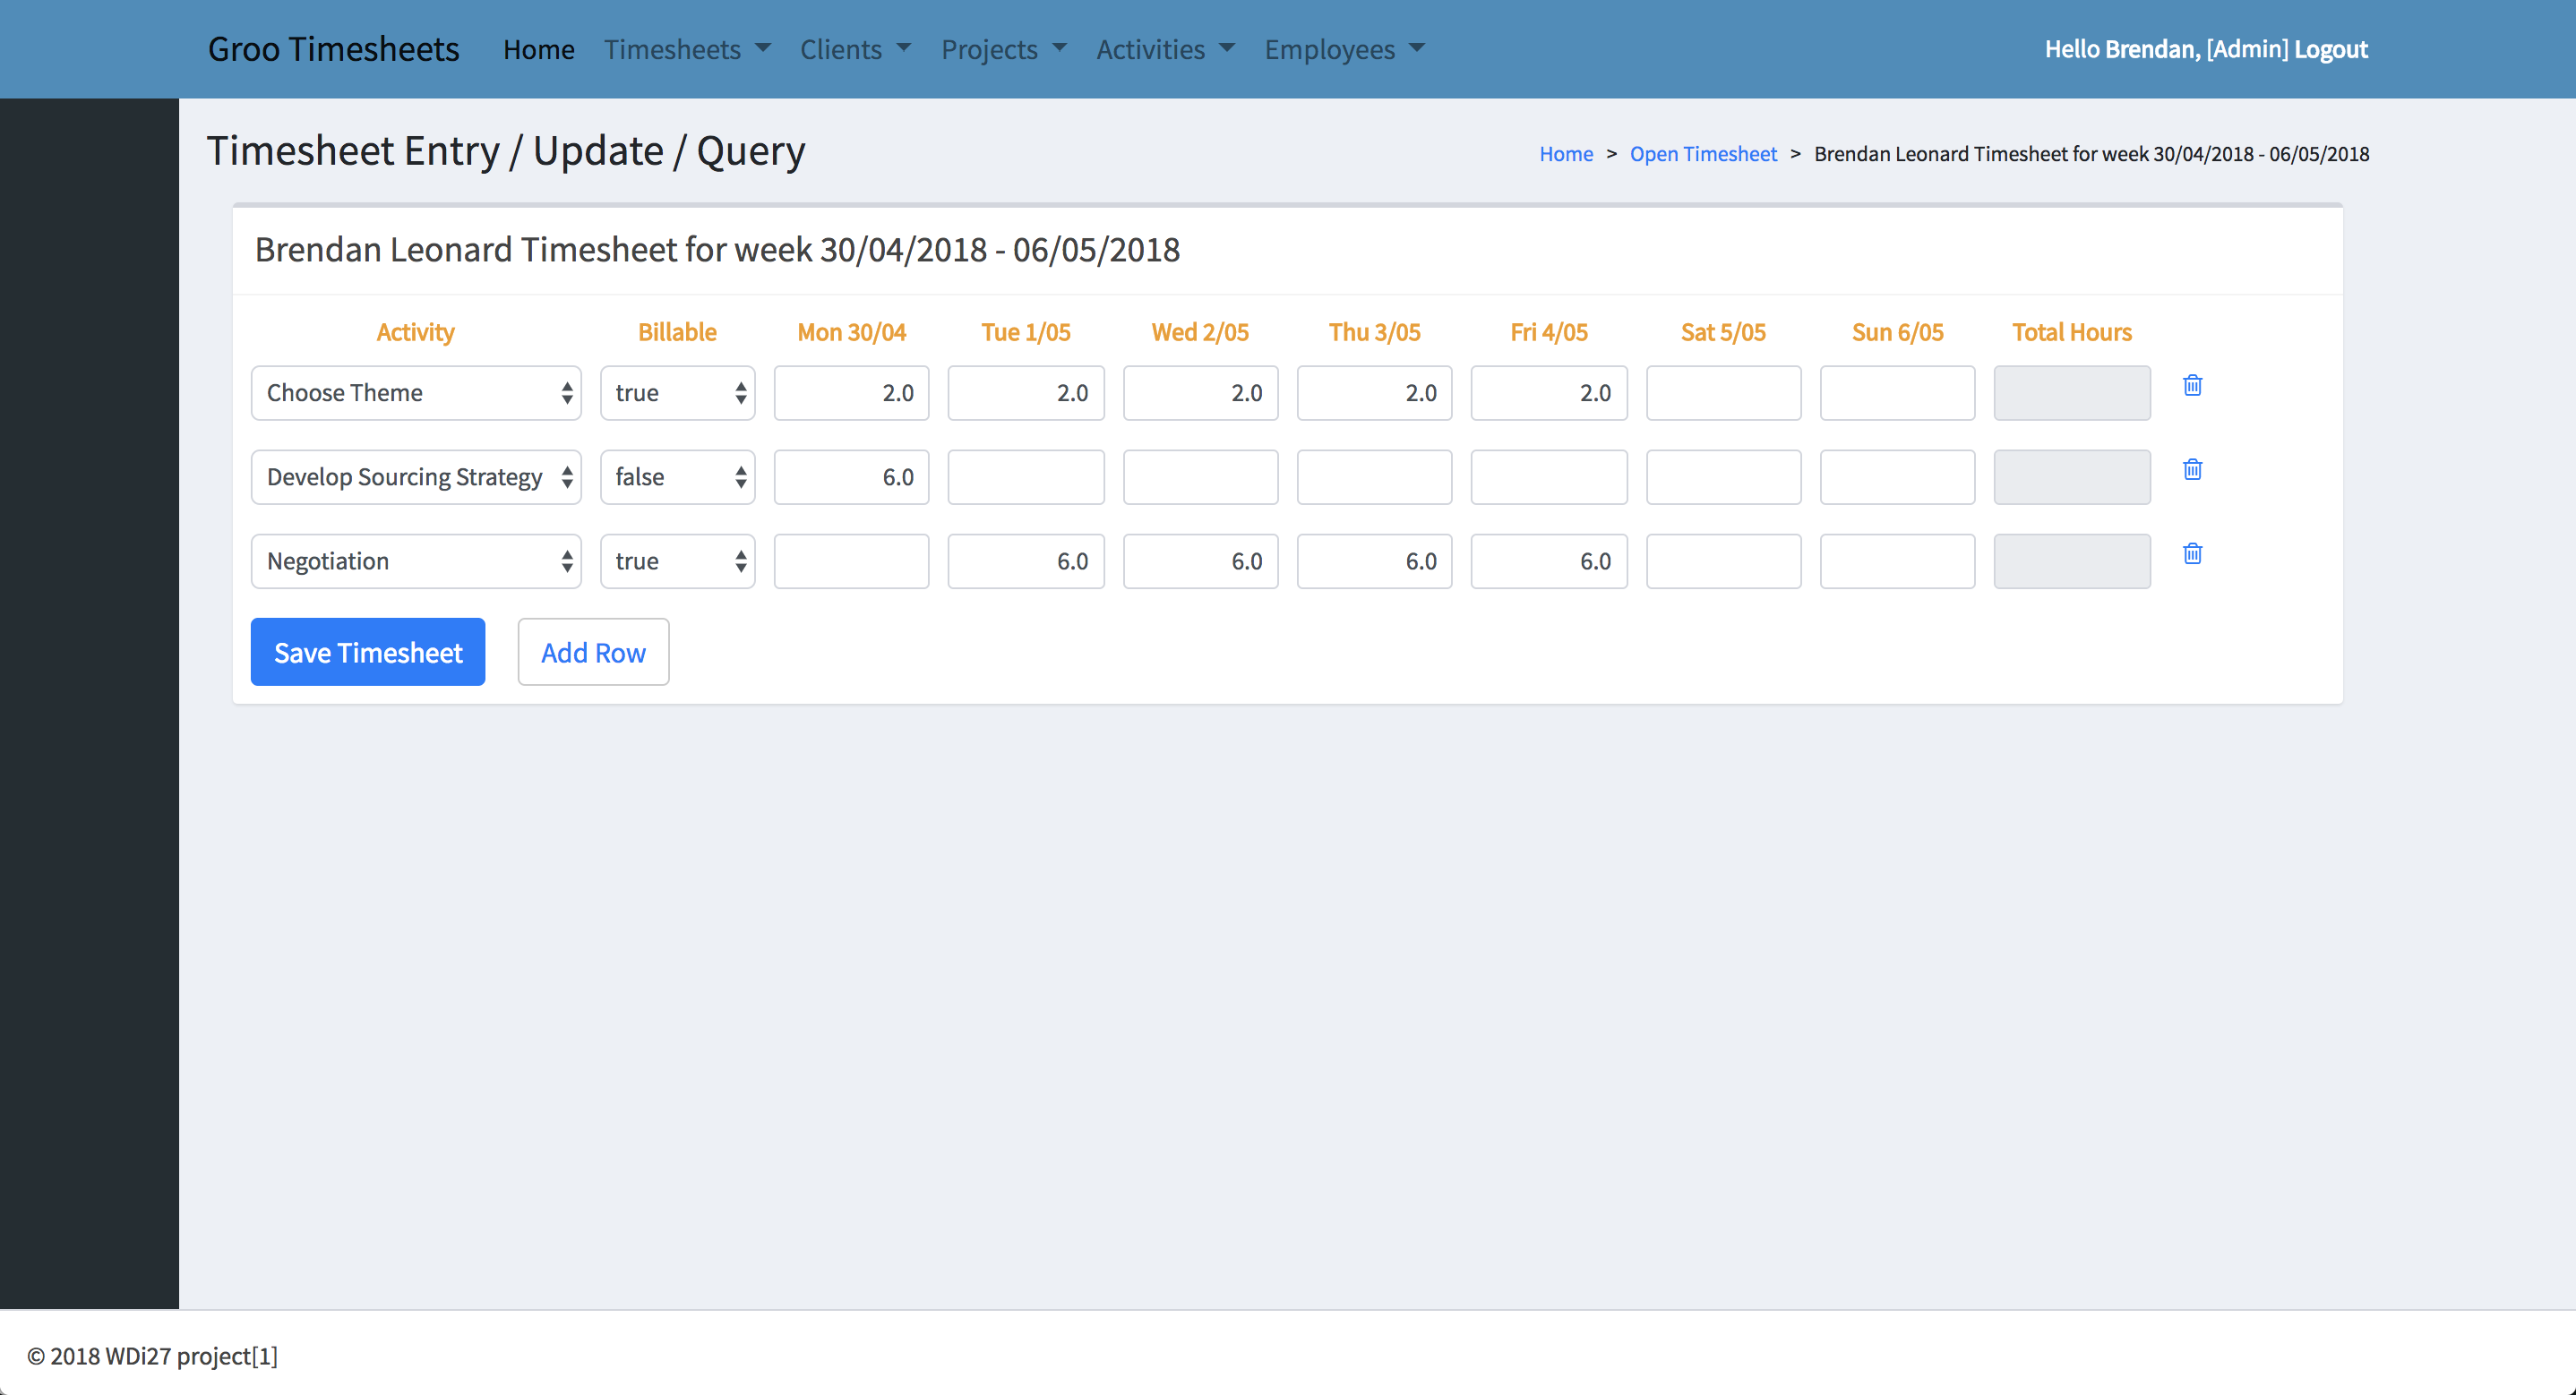 Groo Timesheets Home Timesheets Clients Projects Activities Employees Hello Brendan, [Admin] Logout
Timesheet Entry / Update / Query Home > Open Timesheet > Brendan Leonard Timesheet for week 30/04/2018 - 06/05/2018
Brendan Leonard Timesheet for week 30/04/2018 - 06/05/2018
Activity Billable Mon 30/04 Tue 1/05 Wed 2/05 Thu 3/05 Fri 4/05 Sat 5/05 Sun 6/05 Total Hours
Choose Theme true 2.0 2.0 2.0 2.0 2.0
Develop Sourcing Strategy false 6.0
Negotiation true 6.0 6.0 6.0 6.0
Save Timesheet Add Row
© 2018 WDi27 project[1]